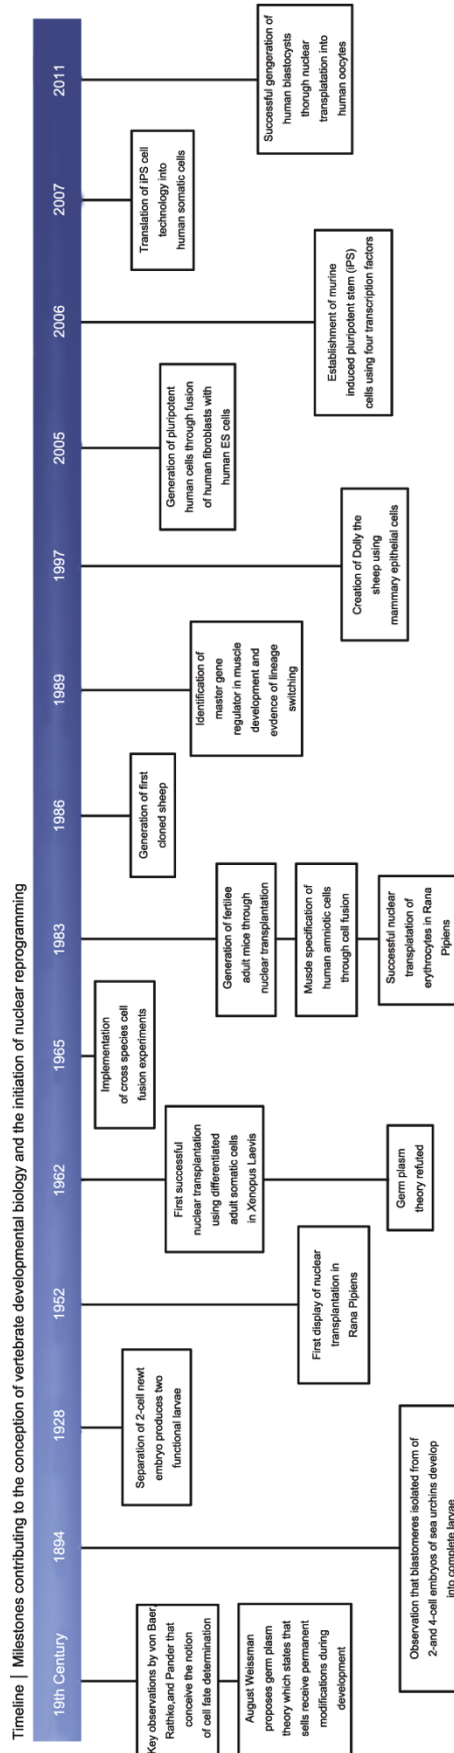 Timeline | Milestones contributing to the conception of vertebrate developmental biology and the initiation of nuclear reprogramming
19th Century
1894
1928
1952
1962
1965
1983
1986
1989
1997
2005
2006
2007
2011
Key observations by von Baer,
Rathke,and Pander that
conceive the notion
of cell fate determination
August Weissman
proposes germ plasm
theory which states that
sells receive permanent
modifications during
development
Observation that blastomeres isolated from of
2-and 4-cell embryos of sea urchins develop
into complete larvae
Separation of 2-cell newt
embryo produces two
functional larvae
First display of nuclear
transplantation in
Rana Pipiens
First successful
nuclear transplantation
using differentiated
adult somatic cells
in Xenopus Laevis
Germ plasm
theory refuted
Implementation
of cross species cell
fusion experiments
Generation of fertilee
adult mice through
nuclear transplantation
Musde specification of
human amniotic cells
through cell fusion
Successful nuclear
transplatation of
erythrocytes in Rana
Pipiens
Generation of first
cloned sheep
Identification of
master gene
regulator in muscle
development and
evdence of lineage
switching
Creation of Dolly the
sheep using
mammary epithelial cells
Generation of pluripotent
human cells through fusion
of human fibroblasts with
human ES cells
Establishment of murine
induced pluripotent stem (iPS)
cells using four transcription factors
Translation of iPS cell
technology into
human somatic cells
Successful gengeration of
human blastocysts
thorugh nuclear
transplatation into
human oocytes